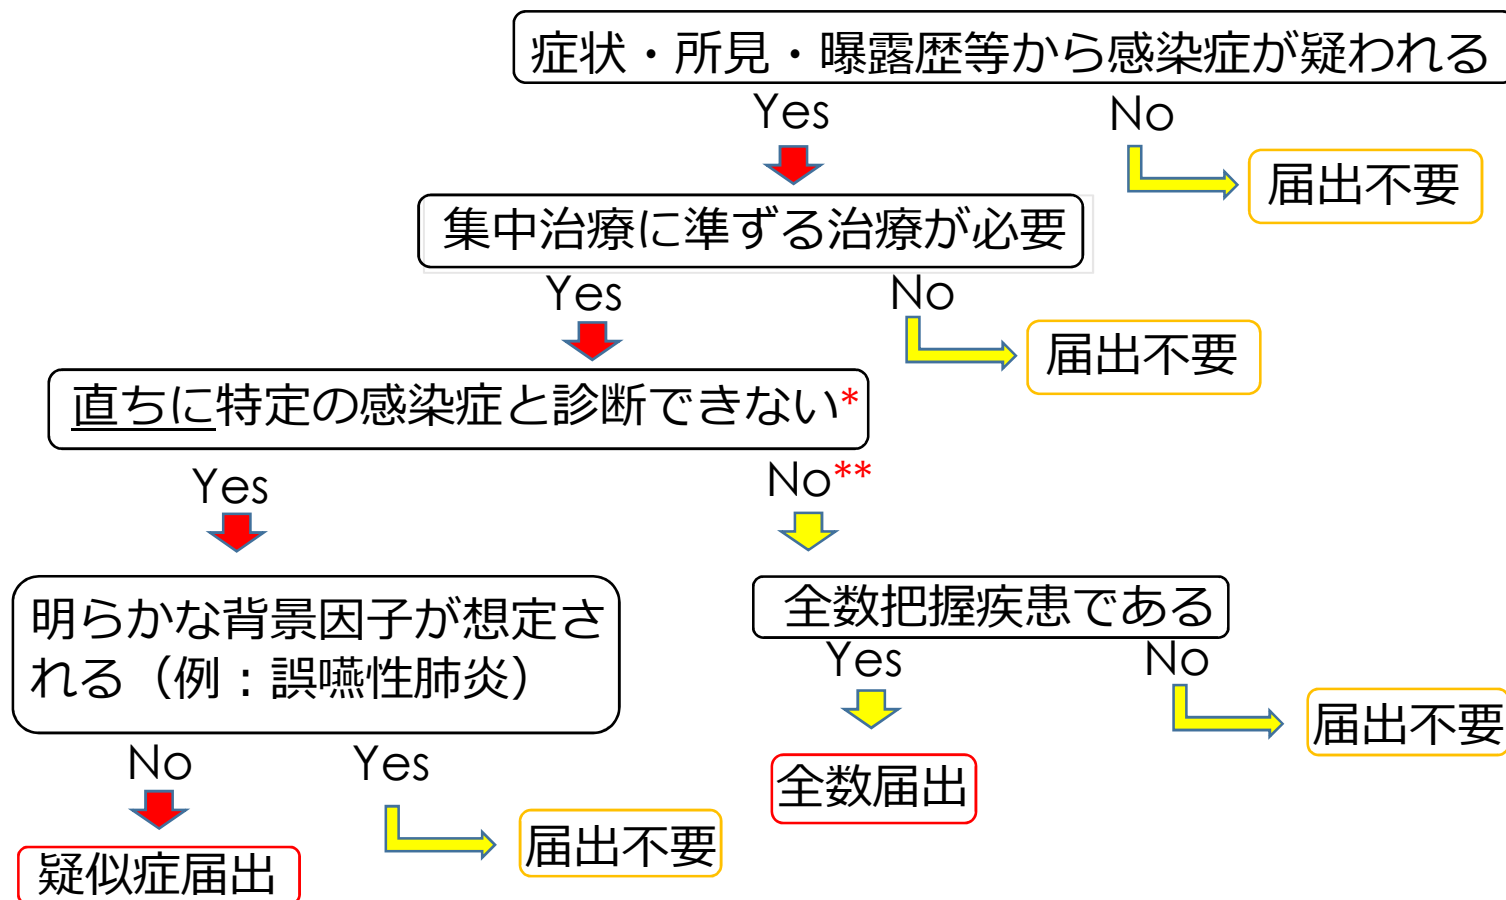 症状・所見・曝露歴等から感染症が疑われる
Yes
No
届出不要
集中治療に準ずる治療が必要
Yes
No
届出不要
直ちに特定の感染症と診断できない*
Yes
No**
明らかな背景因子が想定さ
れる（例：誤嚥性肺炎）
全数把握疾患である
Yes
No
届出不要
No
Yes
全数届出
届出不要
疑似症届出